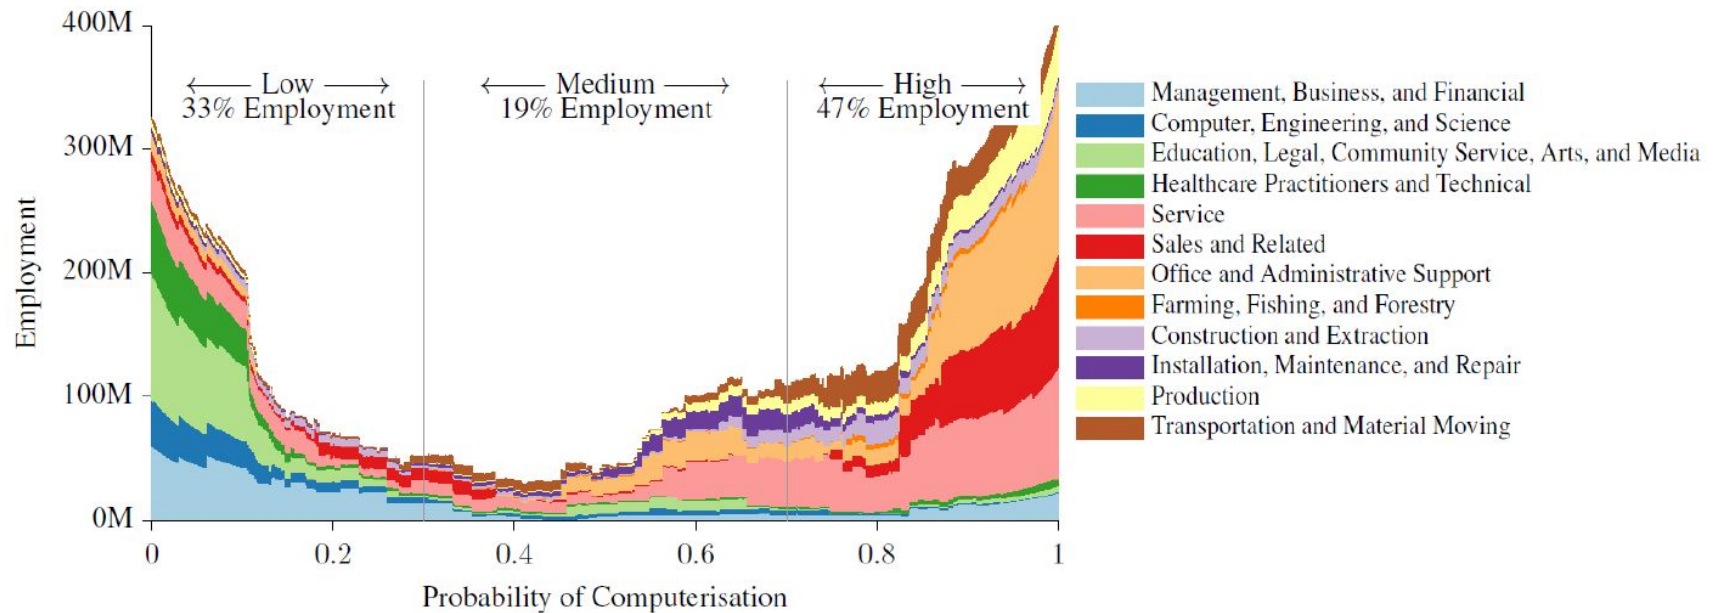 400M
300M
200M
100M
0M
Employment
← Low →
33% Employment
← Medium →
19% Employment
← High →
47% Employment
0
0.2
0.4
0.6
0.8
1
Probability of Computerisation
Management, Business, and Financial
Computer, Engineering, and Science
Education, Legal, Community Service, Arts, and Media
Healthcare Practitioners and Technical
Service
Sales and Related
Office and Administrative Support
Farming, Fishing, and Forestry
Construction and Extraction
Installation, Maintenance, and Repair
Production
Transportation and Material Moving